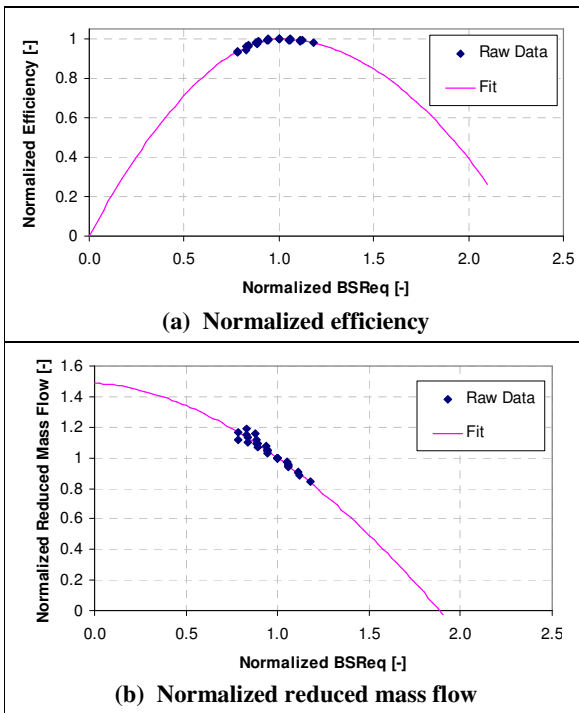 Normalized Efficiency [-]
1.2
1
0.8
0.6
0.4
0.2
0
0.0
0.5
1.0
1.5
2.0
2.5
Raw Data
Fit
Normalized BSReq [-]
(a) Normalized efficiency
Normalized Reduced Mass Flow [-]
1.6
1.4
1.2
1
0.8
0.6
0.4
0.2
0
0.0
0.5
1.0
1.5
2.0
2.5
Raw Data
Fit
Normalized BSReq [-]
(b) Normalized reduced mass flow